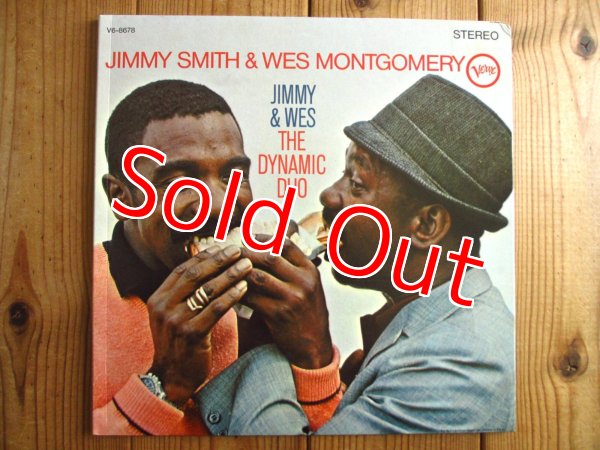 V6-8678
STEREO
JIMMY SMITH & WES MONTGOMERY
Verve
JIMMY
& WES
THE
DYNAMIC
DUO
Sold Out